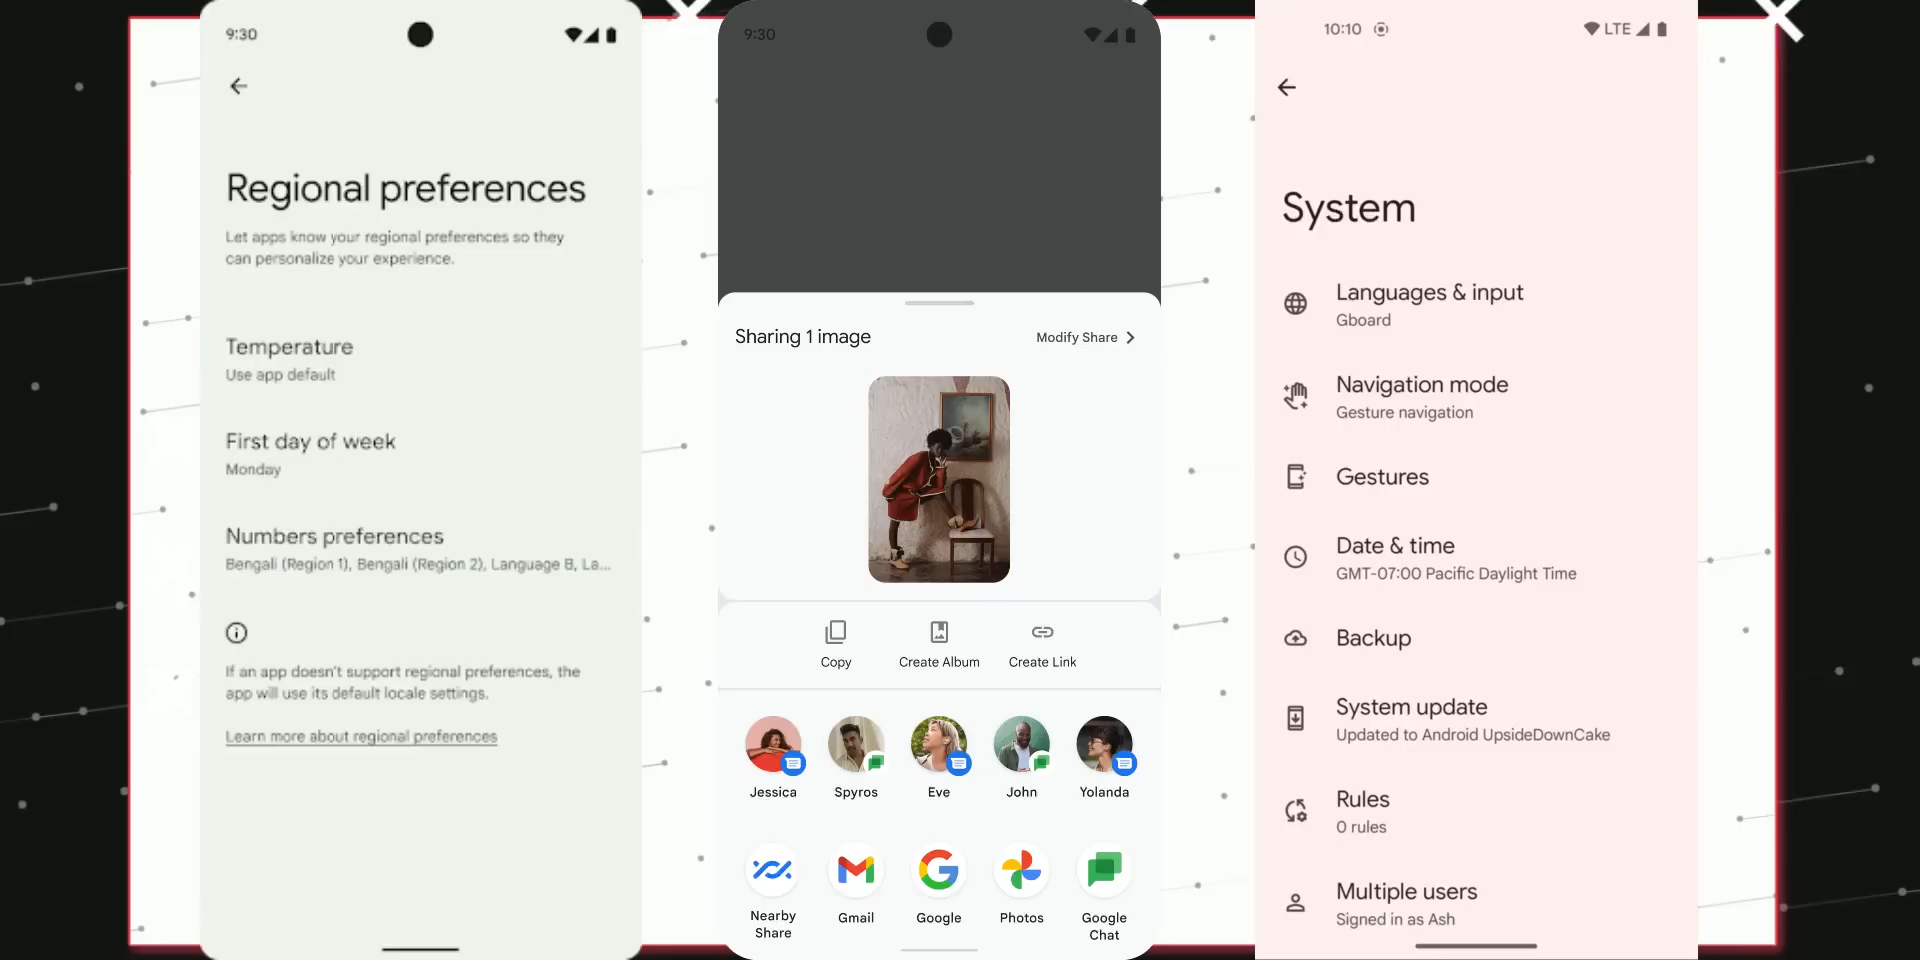 9:30
Regional preferences
Let apps know your regional preferences so they
can personalize your experience.
Temperature
Use app default
First day of week
Monday
Numbers preferences
Bengali (Region 1), Bengali (Region 2), Language B, La...
If an app doesn't support regional preferences, the
app will use its default locale settings.
Learn more about regional preferences
9:30
Sharing 1 image
Modify Share
Copy
Create Album
Create Link
Jessica
Spyros
Eve
John
Yolanda
Nearby
Share
Gmail
Google
Photos
Google
Chat
10:10
LTE
System
Languages & input
Gboard
Navigation mode
Gesture navigation
Gestures
Date & time
GMT-07:00 Pacific Daylight Time
Backup
System update
Updated to Android UpsideDownCake
Rules
0 rules
Multiple users
Signed in as Ash